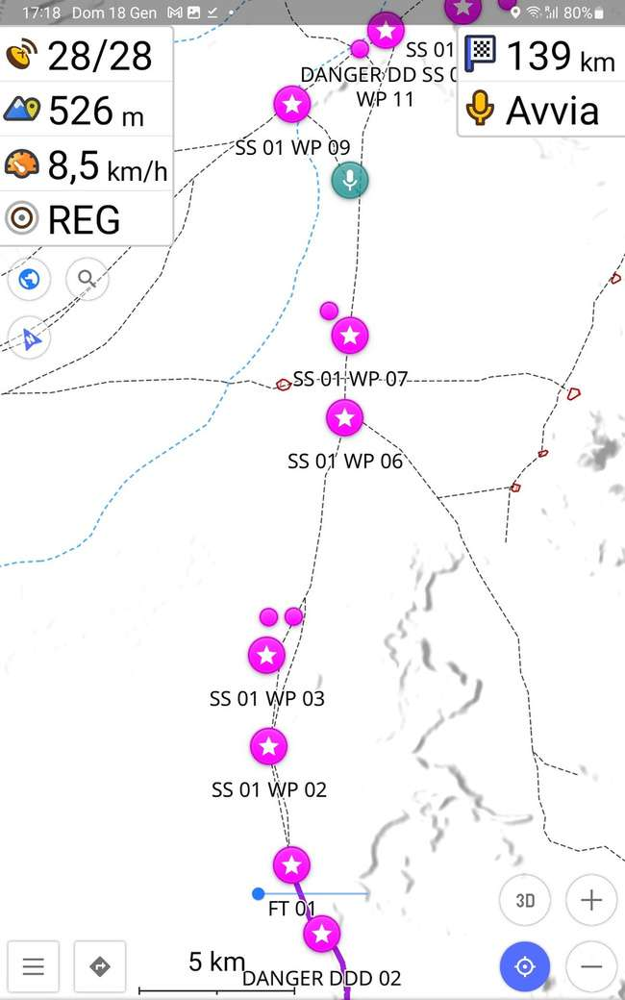 17:18 Dom 18 Gen
80%
28/28
526 m
8,5 km/h
REG
139 km
Avvia
SS 01
DANGER DD SS 0
WP 11
SS 01 WP 09
SS 01 WP 07
SS 01 WP 06
SS 01 WP 03
SS 01 WP 02
FT 01
3D
5 km
DANGER DDD 02